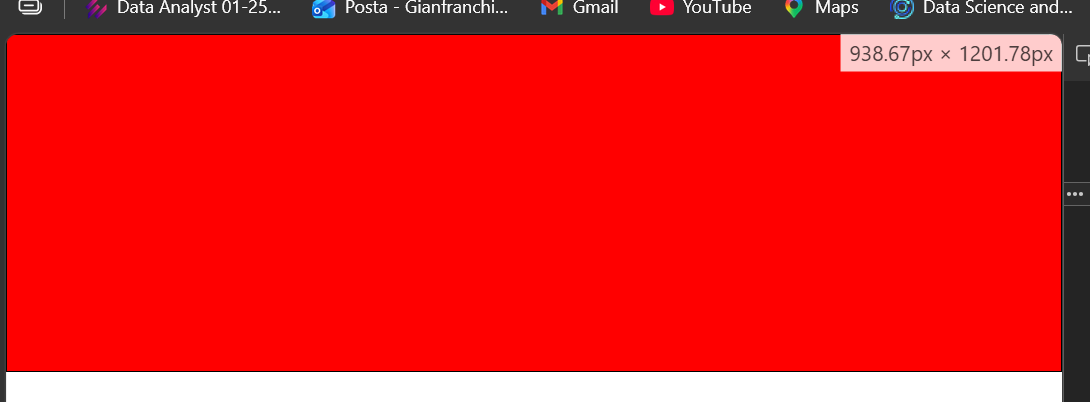 Data Analyst 01-25... Posta - Gianfranchi... Gmail YouTube Maps Data Science and...
938.67px × 1201.78px